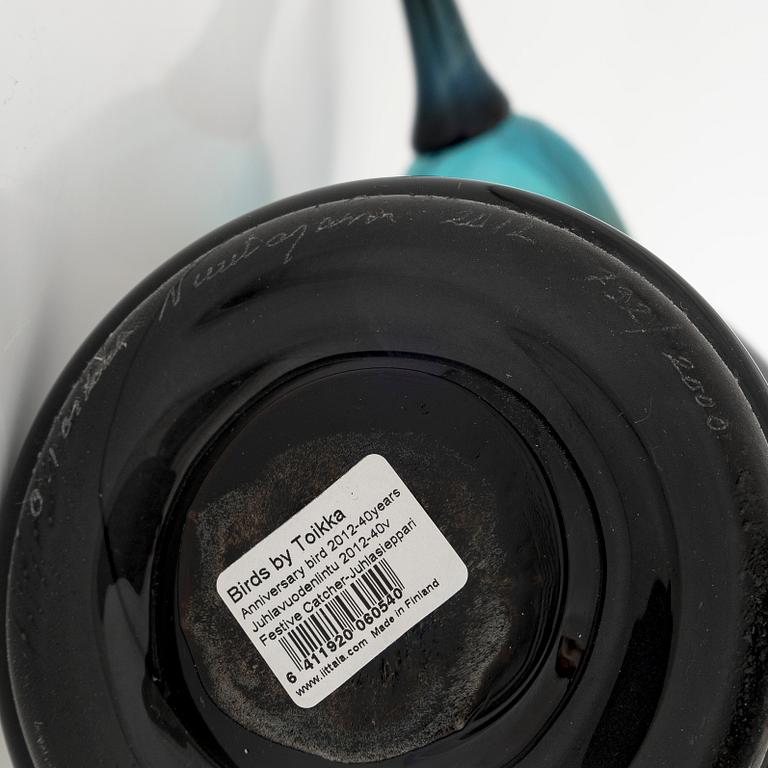 O. Toikka Nuutajärvi 2012 732/2000
Birds by Toikka
Anniversary bird 2012-40years
Juhlavuodenlintu 2012-40v
Festive Catcher-Juhlasieppari
6 411920 060540
www.iittala.com Made in Finland